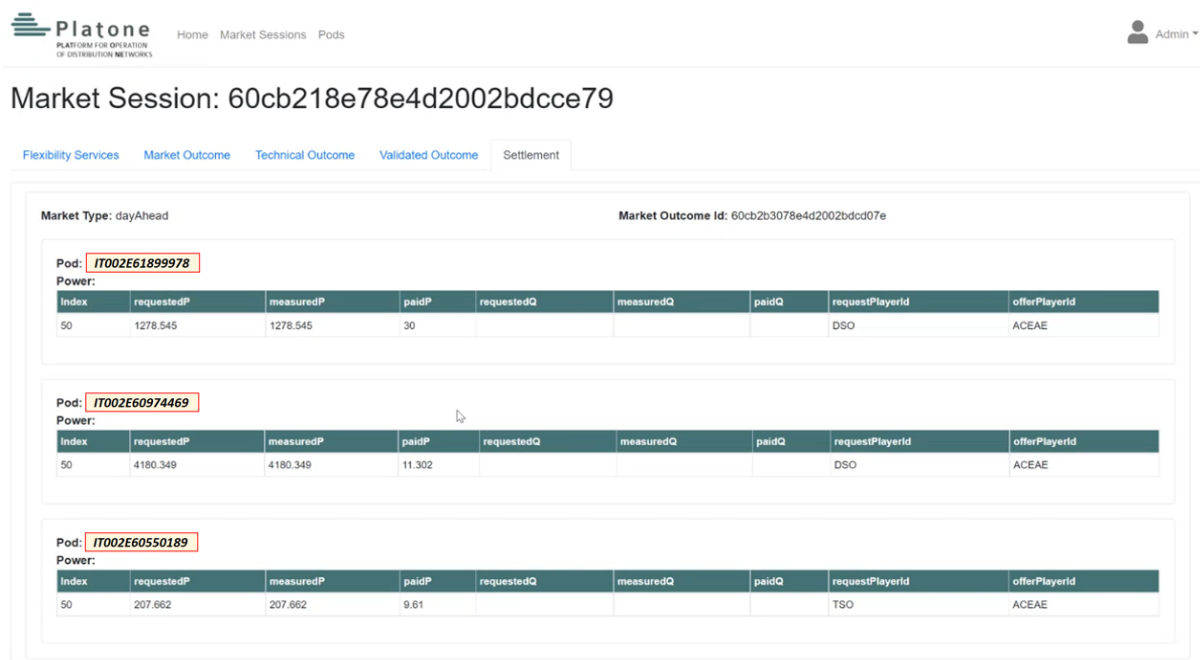 Platone
PLATFORM FOR OPERATION
OF DISTRIBUTION NETWORKS
Home Market Sessions Pods
Admin
Market Session: 60cb218e78e4d2002bdcce79
Flexibility Services Market Outcome Technical Outcome Validated Outcome Settlement
Market Type: dayAhead Market Outcome Id: 60cb2b3078e4d2002bdcd07e
Pod: IT002E61899978
Power:
Index requestedP measuredP paidP requestedQ measuredQ paidQ requestPlayerId offerPlayerId
50 1278.545 1278.545 30 DSO ACEAE
Pod: IT002E60974469
Power:
Index requestedP measuredP paidP requestedQ measuredQ paidQ requestPlayerId offerPlayerId
50 4180.349 4180.349 11.302 DSO ACEAE
Pod: IT002E60550189
Power:
Index requestedP measuredP paidP requestedQ measuredQ paidQ requestPlayerId offerPlayerId
50 207.662 207.662 9.61 TSO ACEAE